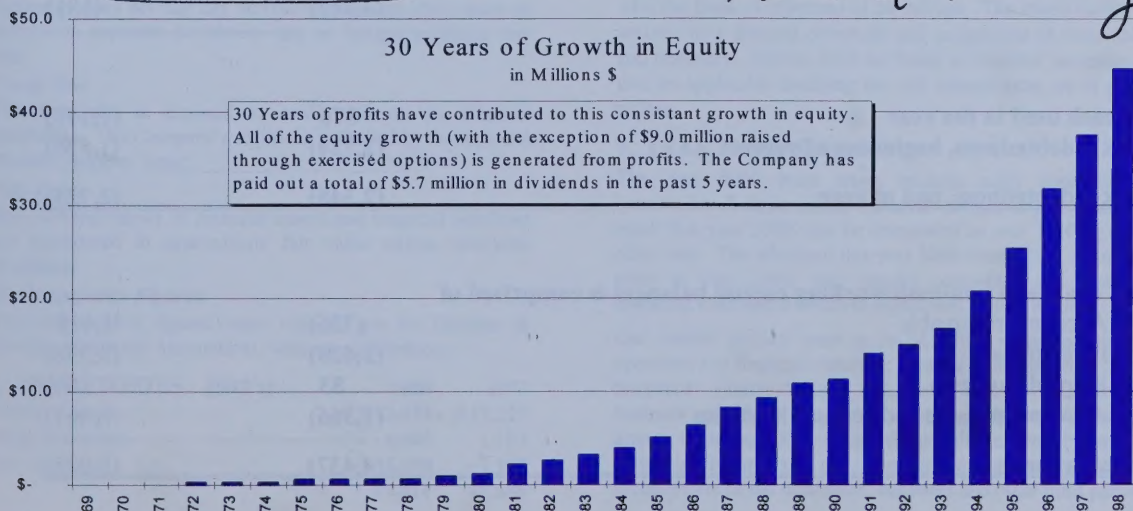 $50.0
30 Years of Growth in Equity
in Millions $
$40.0
30 Years of profits have contributed to this consistant growth in equity.
All of the equity growth (with the exception of $9.0 million raised
through exercised options) is generated from profits. The Company has
paid out a total of $5.7 million in dividends in the past 5 years.
$30.0
$20.0
$10.0
$-
69 70 71 72 73 74 75 76 77 78 79 80 81 82 83 84 85 86 87 88 89 90 91 92 93 94 95 96 97 98